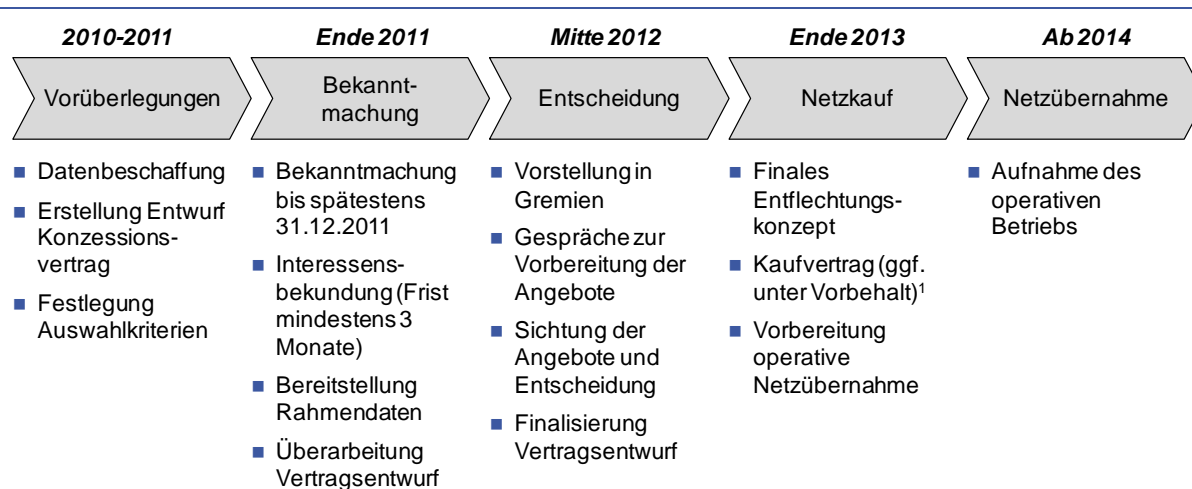 2010-2011
Vorüberlegungen
■ Datenbeschaffung
■ Erstellung Entwurf
Konzessions-
vertrag
■ Festlegung
Auswahlkriterien
Ende 2011
Bekannt-
machung
■ Bekanntmachung
bis spätestens
31.12.2011
■ Interessens-
bekundung (Frist
mindestens 3
Monate)
■ Bereitstellung
Rahmendaten
■ Überarbeitung
Vertragsentwurf
Mitte 2012
Entscheidung
■ Vorstellung in
Gremien
■ Gespräche zur
Vorbereitung der
Angebote
■ Sichtung der
Angebote und
Entscheidung
■ Finalisierung
Vertragsentwurf
Ende 2013
Netzkauf
■ Finales
Entflechtungs-
konzept
■ Kaufvertrag (ggf.
unter Vorbehalt)¹
■ Vorbereitung
operative
Netzübernahme
Ab 2014
Netzübernahme
■ Aufnahme des
operativen
Betriebs